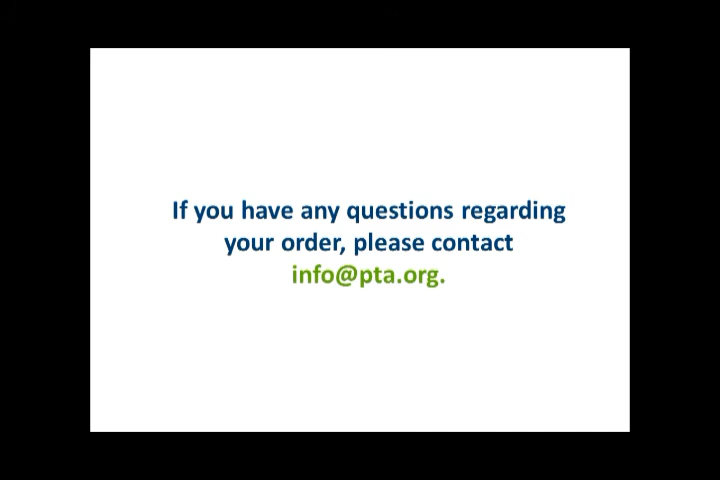 If you have any questions regarding
your order, please contact
info@pta.org.